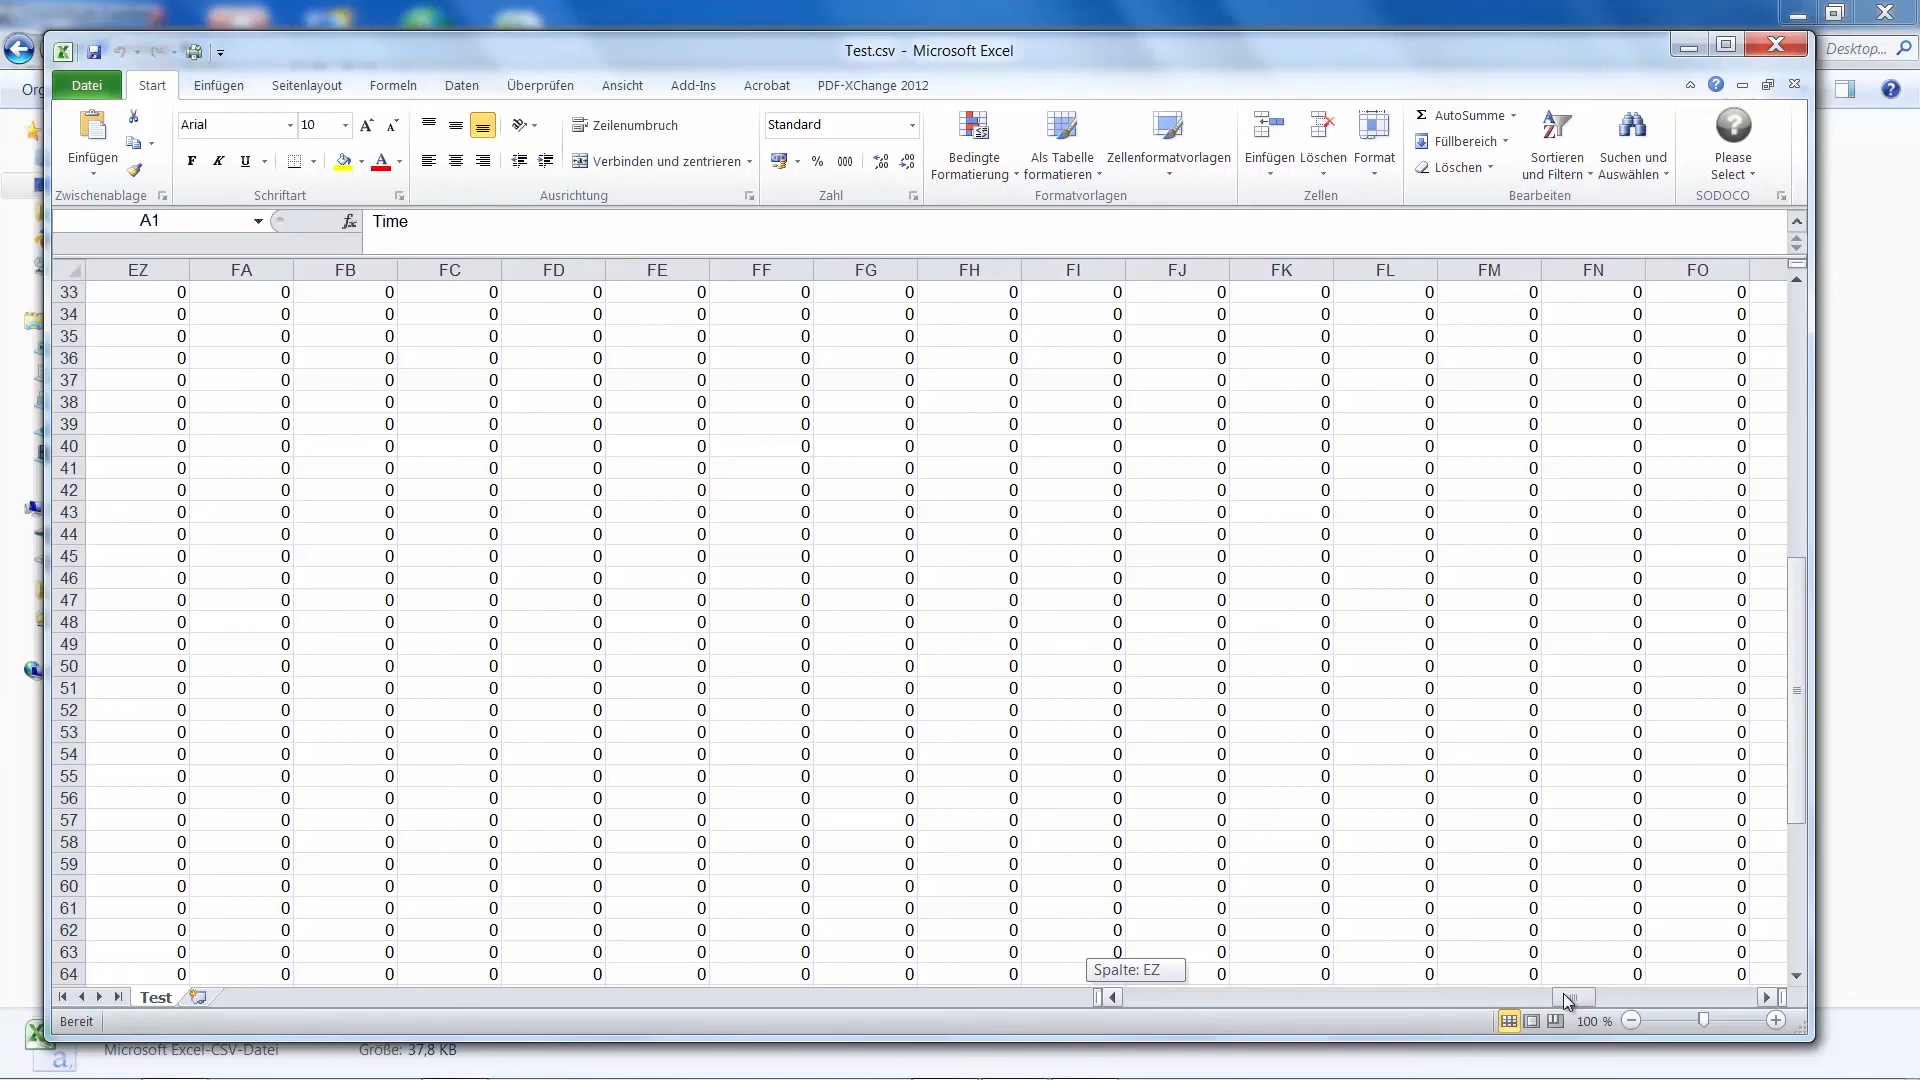 Test.csv - Microsoft Excel
Desktop...
Org
Datei Start Einfügen Seitenlayout Formeln Daten Überprüfen Ansicht Add-Ins Acrobat PDF-XChange 2012
Arial 10 Zeilenumbruch Standard AutoSumme
Einfügen Bedingte Formatierung Als Tabelle formatieren Zellenformatvorlagen Einfügen Löschen Format Füllbereich Sortieren und Filtern Suchen und Auswählen Please Select
F K U Verbinden und zentrieren % 000 Löschen
Zwischenablage Schriftart Ausrichtung Zahl Formatvorlagen Zellen Bearbeiten SODOCO
A1 fx Time
EZ FA FB FC FD FE FF FG FH FI FJ FK FL FM FN FO
33 0 0 0 0 0 0 0 0 0 0 0 0 0 0 0 0
34 0 0 0 0 0 0 0 0 0 0 0 0 0 0 0 0
35 0 0 0 0 0 0 0 0 0 0 0 0 0 0 0 0
36 0 0 0 0 0 0 0 0 0 0 0 0 0 0 0 0
37 0 0 0 0 0 0 0 0 0 0 0 0 0 0 0 0
38 0 0 0 0 0 0 0 0 0 0 0 0 0 0 0 0
39 0 0 0 0 0 0 0 0 0 0 0 0 0 0 0 0
40 0 0 0 0 0 0 0 0 0 0 0 0 0 0 0 0
41 0 0 0 0 0 0 0 0 0 0 0 0 0 0 0 0
42 0 0 0 0 0 0 0 0 0 0 0 0 0 0 0 0
43 0 0 0 0 0 0 0 0 0 0 0 0 0 0 0 0
44 0 0 0 0 0 0 0 0 0 0 0 0 0 0 0 0
45 0 0 0 0 0 0 0 0 0 0 0 0 0 0 0 0
46 0 0 0 0 0 0 0 0 0 0 0 0 0 0 0 0
47 0 0 0 0 0 0 0 0 0 0 0 0 0 0 0 0
48 0 0 0 0 0 0 0 0 0 0 0 0 0 0 0 0
49 0 0 0 0 0 0 0 0 0 0 0 0 0 0 0 0
50 0 0 0 0 0 0 0 0 0 0 0 0 0 0 0 0
51 0 0 0 0 0 0 0 0 0 0 0 0 0 0 0 0
52 0 0 0 0 0 0 0 0 0 0 0 0 0 0 0 0
53 0 0 0 0 0 0 0 0 0 0 0 0 0 0 0 0
54 0 0 0 0 0 0 0 0 0 0 0 0 0 0 0 0
55 0 0 0 0 0 0 0 0 0 0 0 0 0 0 0 0
56 0 0 0 0 0 0 0 0 0 0 0 0 0 0 0 0
57 0 0 0 0 0 0 0 0 0 0 0 0 0 0 0 0
58 0 0 0 0 0 0 0 0 0 0 0 0 0 0 0 0
59 0 0 0 0 0 0 0 0 0 0 0 0 0 0 0 0
60 0 0 0 0 0 0 0 0 0 0 0 0 0 0 0 0
61 0 0 0 0 0 0 0 0 0 0 0 0 0 0 0 0
62 0 0 0 0 0 0 0 0 0 0 0 0 0 0 0 0
63 0 0 0 0 0 0 0 0 0 0 0 0 0 0 0 0
64 0 0 0 0 0 0 0 0 0 0 0 0 0 0 0
Spalte: EZ
Test
Bereit 100 %
Microsoft Excel-CSV-Datei Größe: 37,8 KB